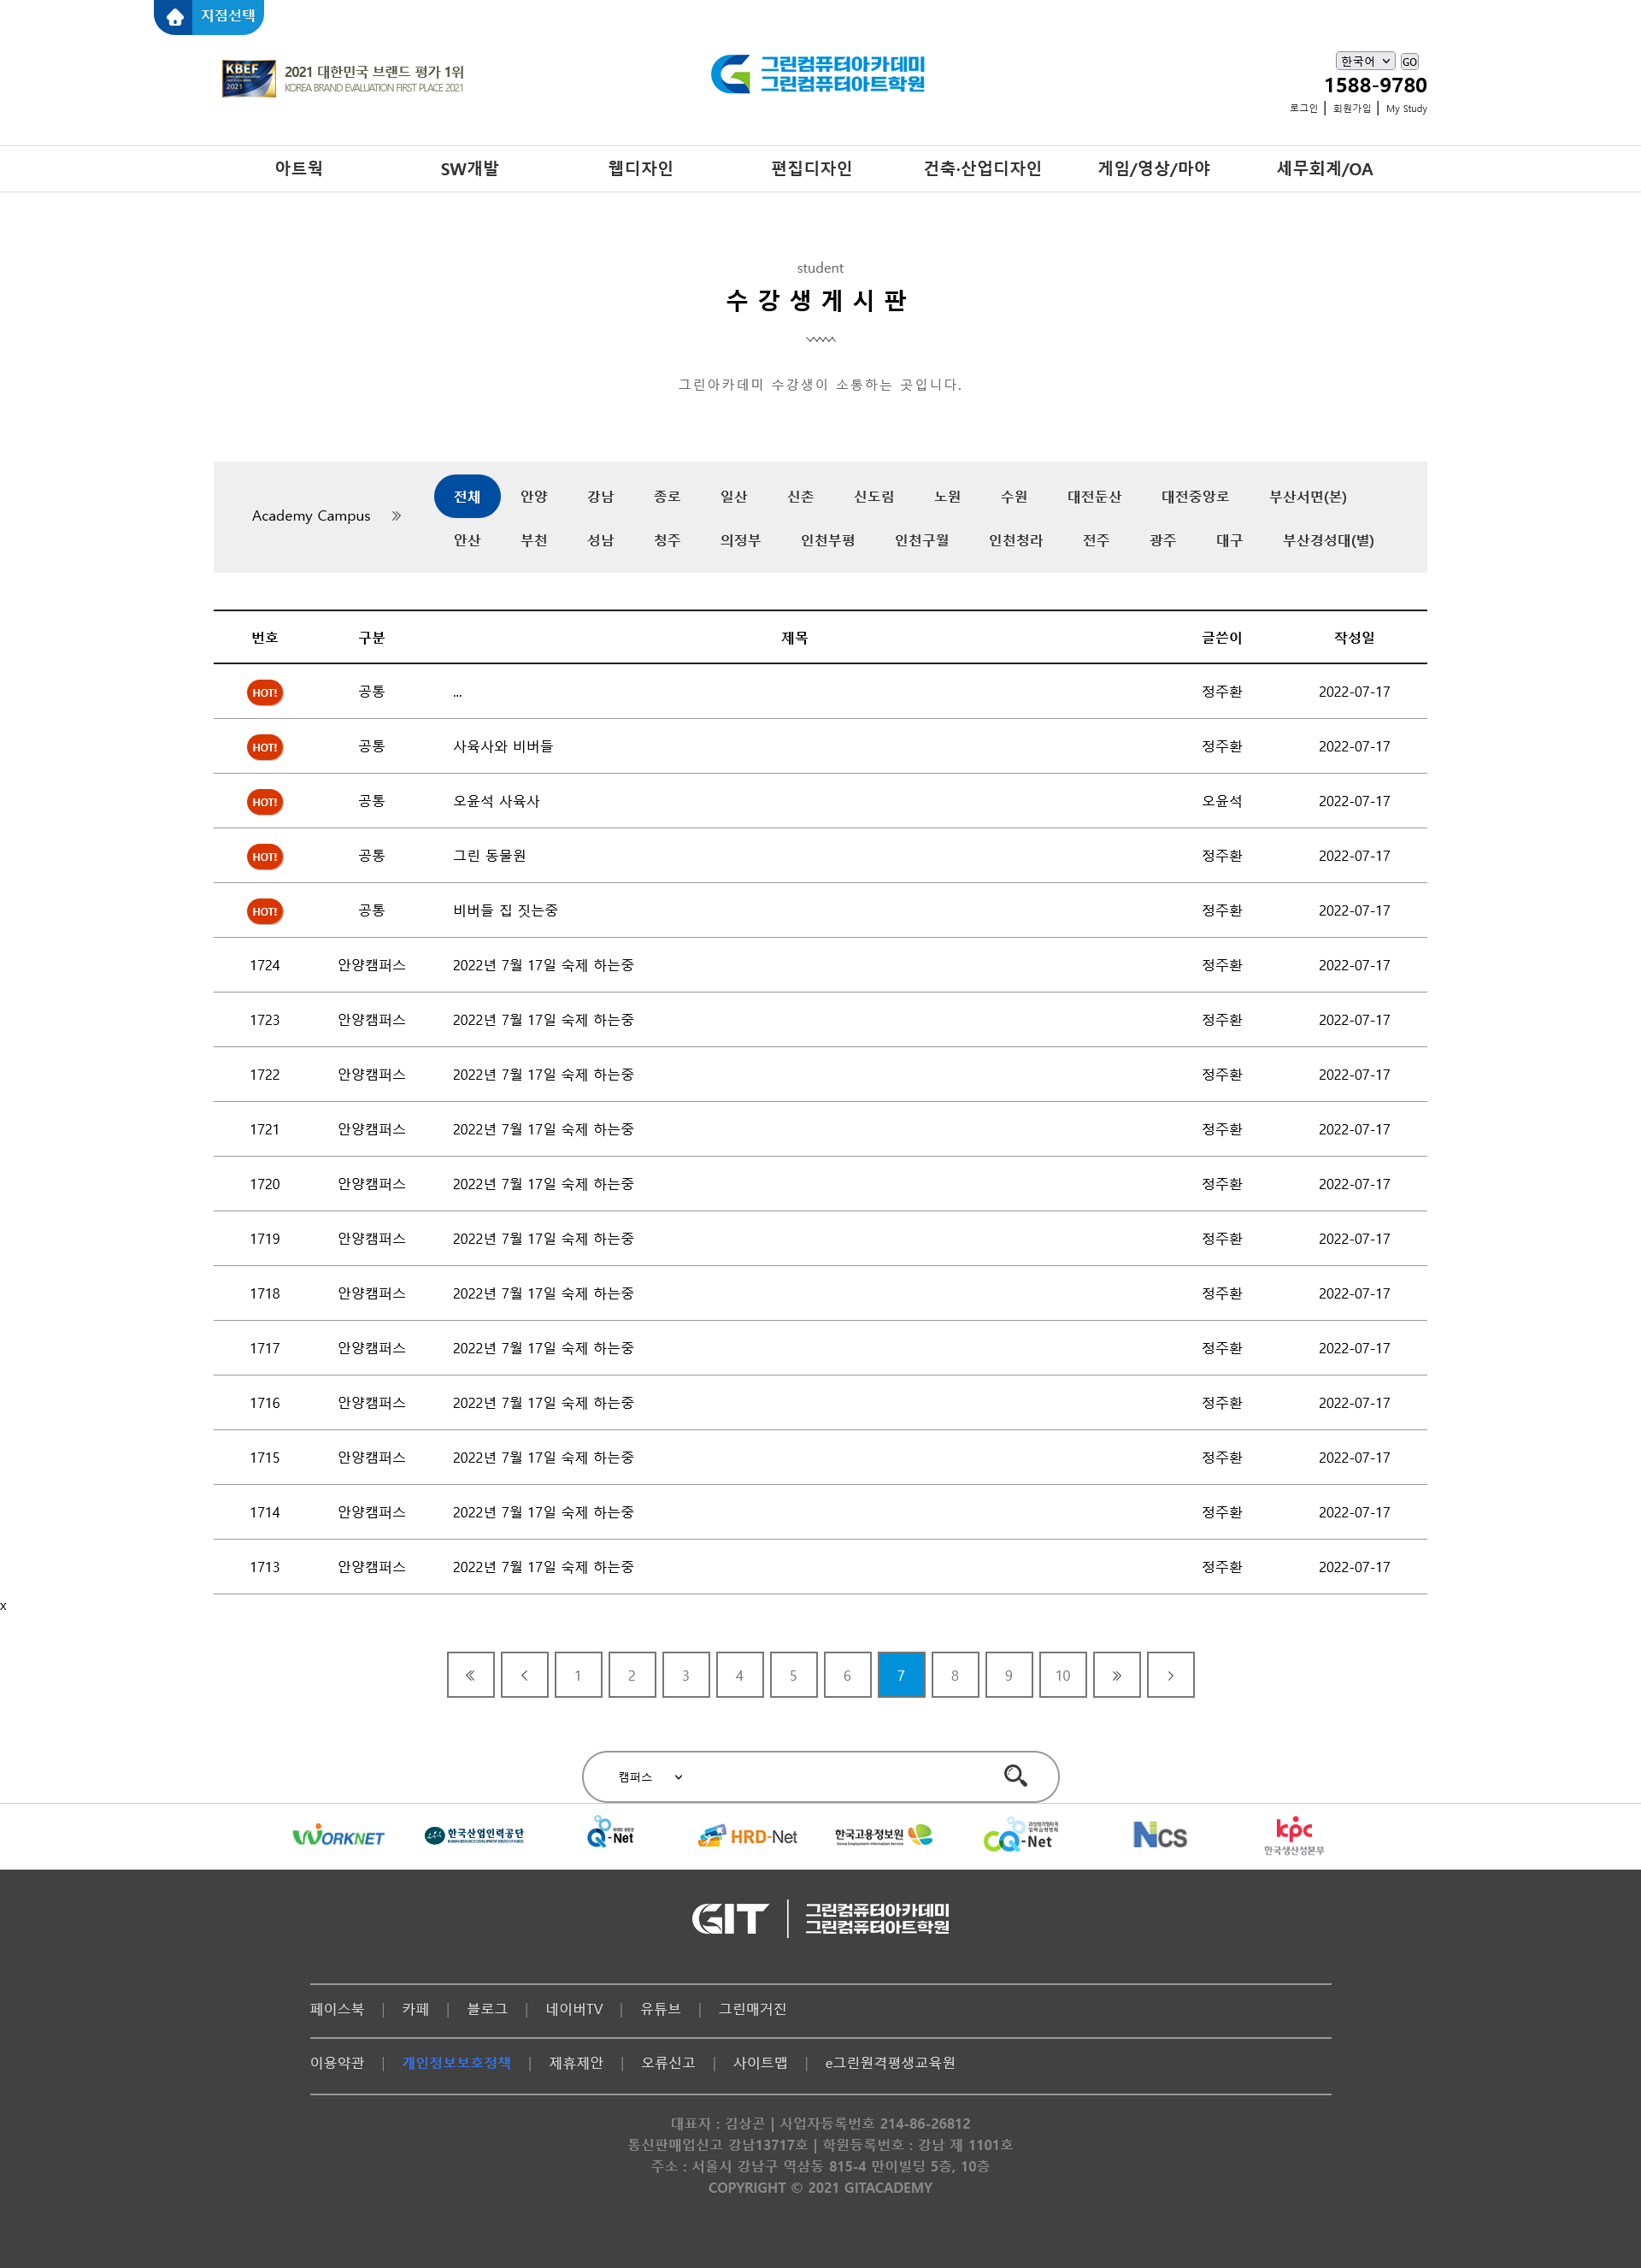 지점선택
KBEF
2021
2021 대한민국 브랜드 평가 1위
KOREA BRAND EVALUATION FIRST PLACE 2021
그린컴퓨터아카데미
그린컴퓨터아트학원
한국어 GO
1588-9780
로그인 | 회원가입 | My Study
아트웍 SW개발 웹디자인 편집디자인 건축·산업디자인 게임/영상/마야 세무회계/OA
student
수강생게시판
그린아카데미 수강생이 소통하는 곳입니다.
Academy Campus »
전체 안양 강남 종로 일산 신촌 신도림 노원 수원 대전둔산 대전중앙로 부산서면(본)
안산 부천 성남 청주 의정부 인천부평 인천구월 인천청라 전주 광주 대구 부산경성대(별)
번호 구분 제목 글쓴이 작성일
HOT! 공통 ... 정주환 2022-07-17
HOT! 공통 사육사와 비버들 정주환 2022-07-17
HOT! 공통 오윤석 사육사 오윤석 2022-07-17
HOT! 공통 그린 동물원 정주환 2022-07-17
HOT! 공통 비버들 집 짓는중 정주환 2022-07-17
1724 안양캠퍼스 2022년 7월 17일 숙제 하는중 정주환 2022-07-17
1723 안양캠퍼스 2022년 7월 17일 숙제 하는중 정주환 2022-07-17
1722 안양캠퍼스 2022년 7월 17일 숙제 하는중 정주환 2022-07-17
1721 안양캠퍼스 2022년 7월 17일 숙제 하는중 정주환 2022-07-17
1720 안양캠퍼스 2022년 7월 17일 숙제 하는중 정주환 2022-07-17
1719 안양캠퍼스 2022년 7월 17일 숙제 하는중 정주환 2022-07-17
1718 안양캠퍼스 2022년 7월 17일 숙제 하는중 정주환 2022-07-17
1717 안양캠퍼스 2022년 7월 17일 숙제 하는중 정주환 2022-07-17
1716 안양캠퍼스 2022년 7월 17일 숙제 하는중 정주환 2022-07-17
1715 안양캠퍼스 2022년 7월 17일 숙제 하는중 정주환 2022-07-17
1714 안양캠퍼스 2022년 7월 17일 숙제 하는중 정주환 2022-07-17
1713 안양캠퍼스 2022년 7월 17일 숙제 하는중 정주환 2022-07-17
x
« < 1 2 3 4 5 6 7 8 9 10 » >
캠퍼스
WORKNET 한국산업인력공단 Q-Net HRD-Net 한국고용정보원 CQ-Net NCS kpc
한국생산성본부
GIT
그린컴퓨터아카데미
그린컴퓨터아트학원
페이스북 | 카페 | 블로그 | 네이버TV | 유튜브 | 그린매거진
이용약관 | 개인정보보호정책 | 제휴제안 | 오류신고 | 사이트맵 | e그린원격평생교육원
대표자 : 김상곤 | 사업자등록번호 214-86-26812
통신판매업신고 강남13717호 | 학원등록번호 : 강남 제 1101호
주소 : 서울시 강남구 역삼동 815-4 만이빌딩 5층, 10층
COPYRIGHT © 2021 GITACADEMY